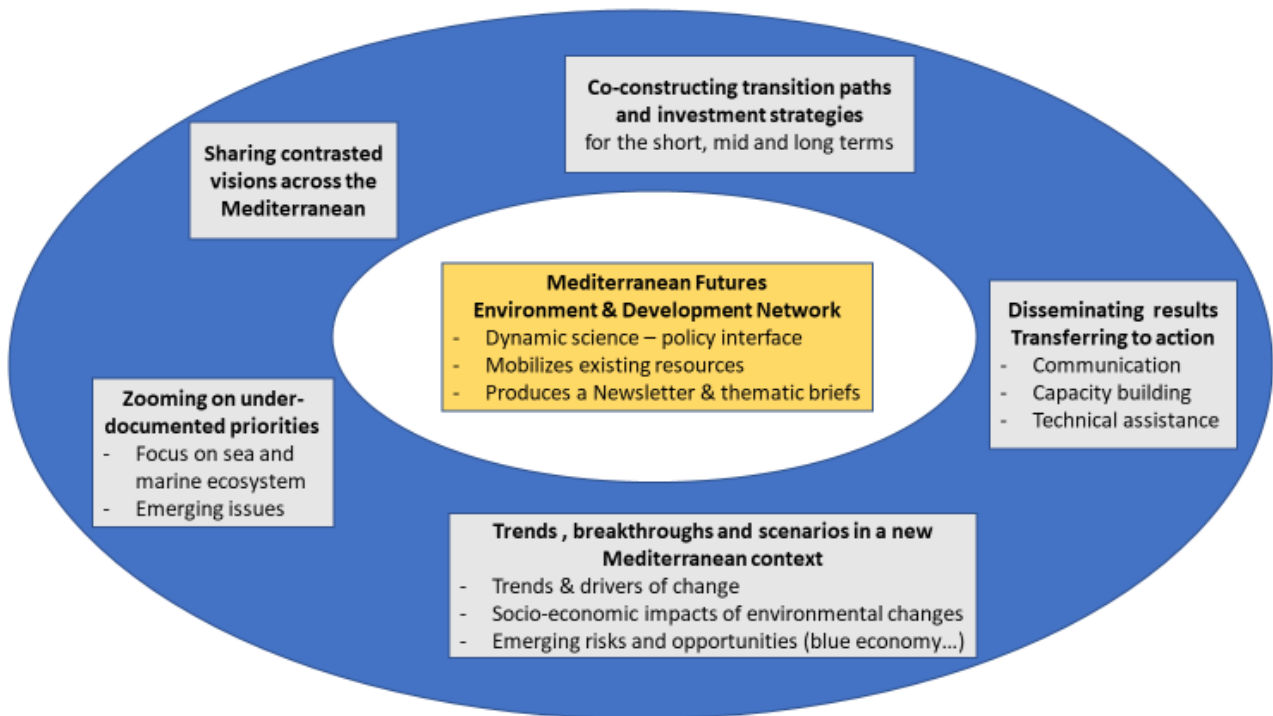 Co-constructing transition paths
and investment strategies
for the short, mid and long terms
Sharing contrasted
visions across the
Mediterranean
Mediterranean Futures
Environment & Development Network
- Dynamic science – policy interface
- Mobilizes existing resources
- Produces a Newsletter & thematic briefs
Disseminating results
Transferring to action
- Communication
- Capacity building
- Technical assistance
Zooming on under-
documented priorities
- Focus on sea and
marine ecosystem
- Emerging issues
Trends , breakthroughs and scenarios in a new
Mediterranean context
- Trends & drivers of change
- Socio-economic impacts of environmental changes
- Emerging risks and opportunities (blue economy…)